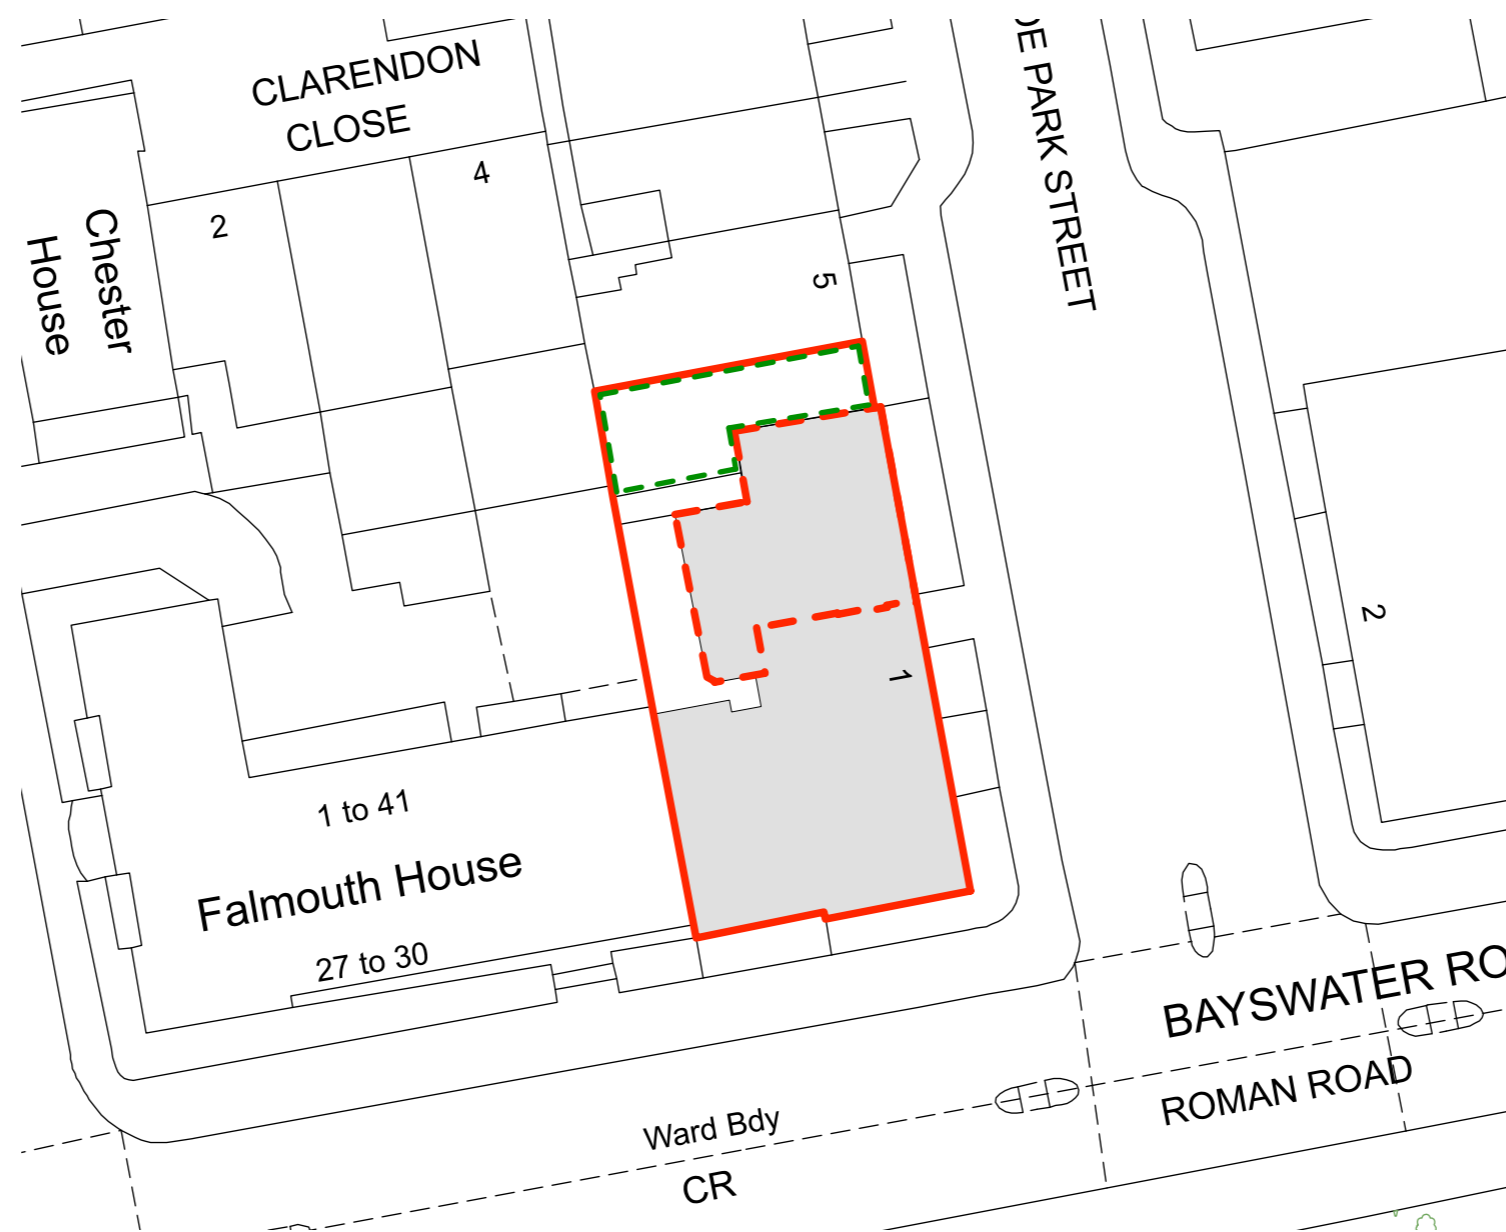 CLARENDON
CLOSE
DE PARK STREET
4
2
Chester
House
5
2
1
1 to 41
Falmouth House
27 to 30
BAYSWATER RO
ROMAN ROAD
Ward Bdy
CR